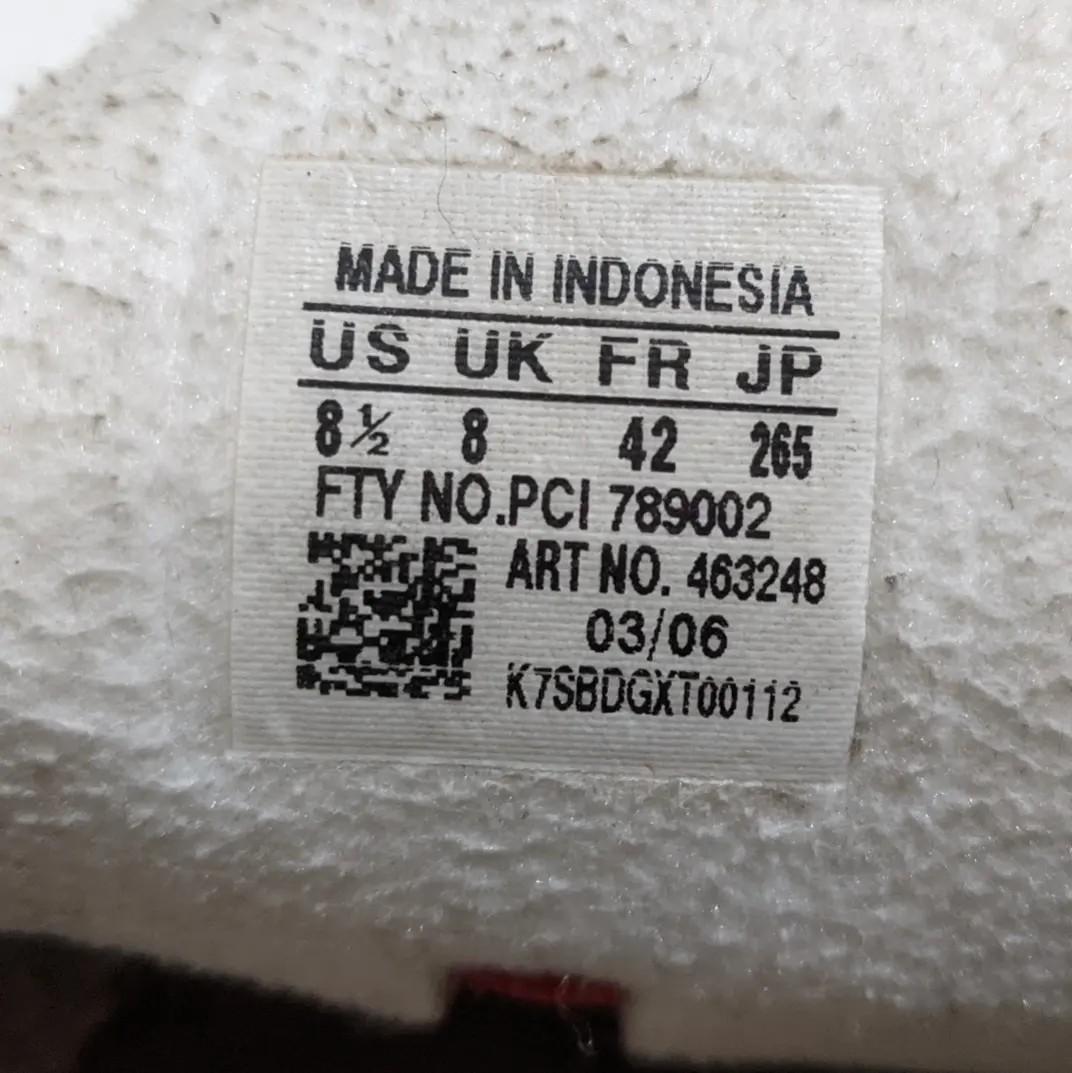 MADE IN INDONESIA
US UK FR JP
8½ 8 42 265
FTY NO.PCI 789002
ART NO. 463248
03/06
K7SBDGXT00112